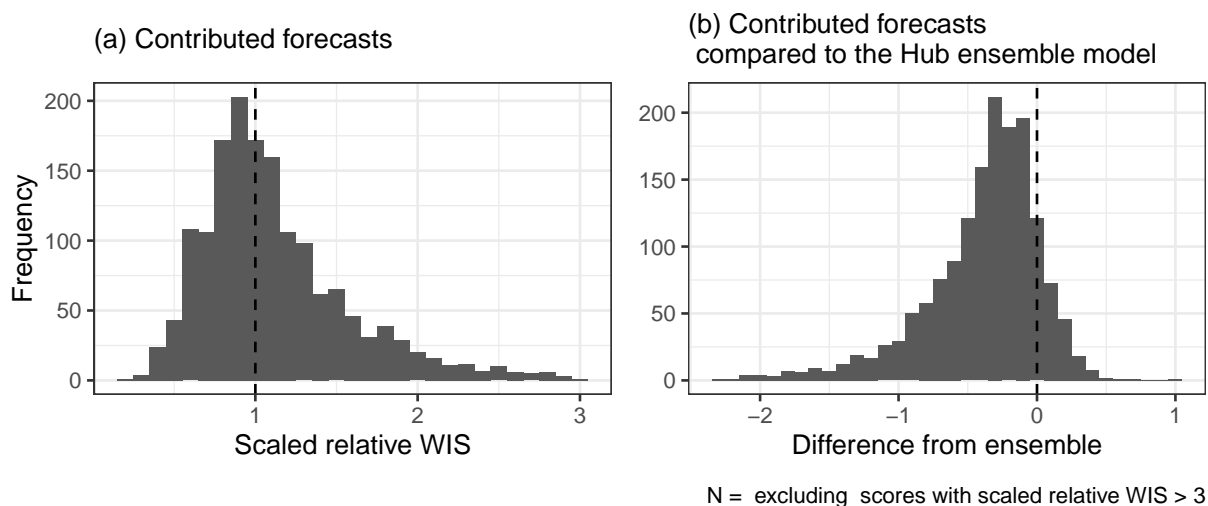 (a) Contributed forecasts
200
150
100
50
0
Frequency
1
2
3
Scaled relative WIS
(b) Contributed forecasts
compared to the Hub ensemble model
200
150
100
50
0
−2
−1
0
1
Difference from ensemble
N =  excluding  scores with scaled relative WIS > 3